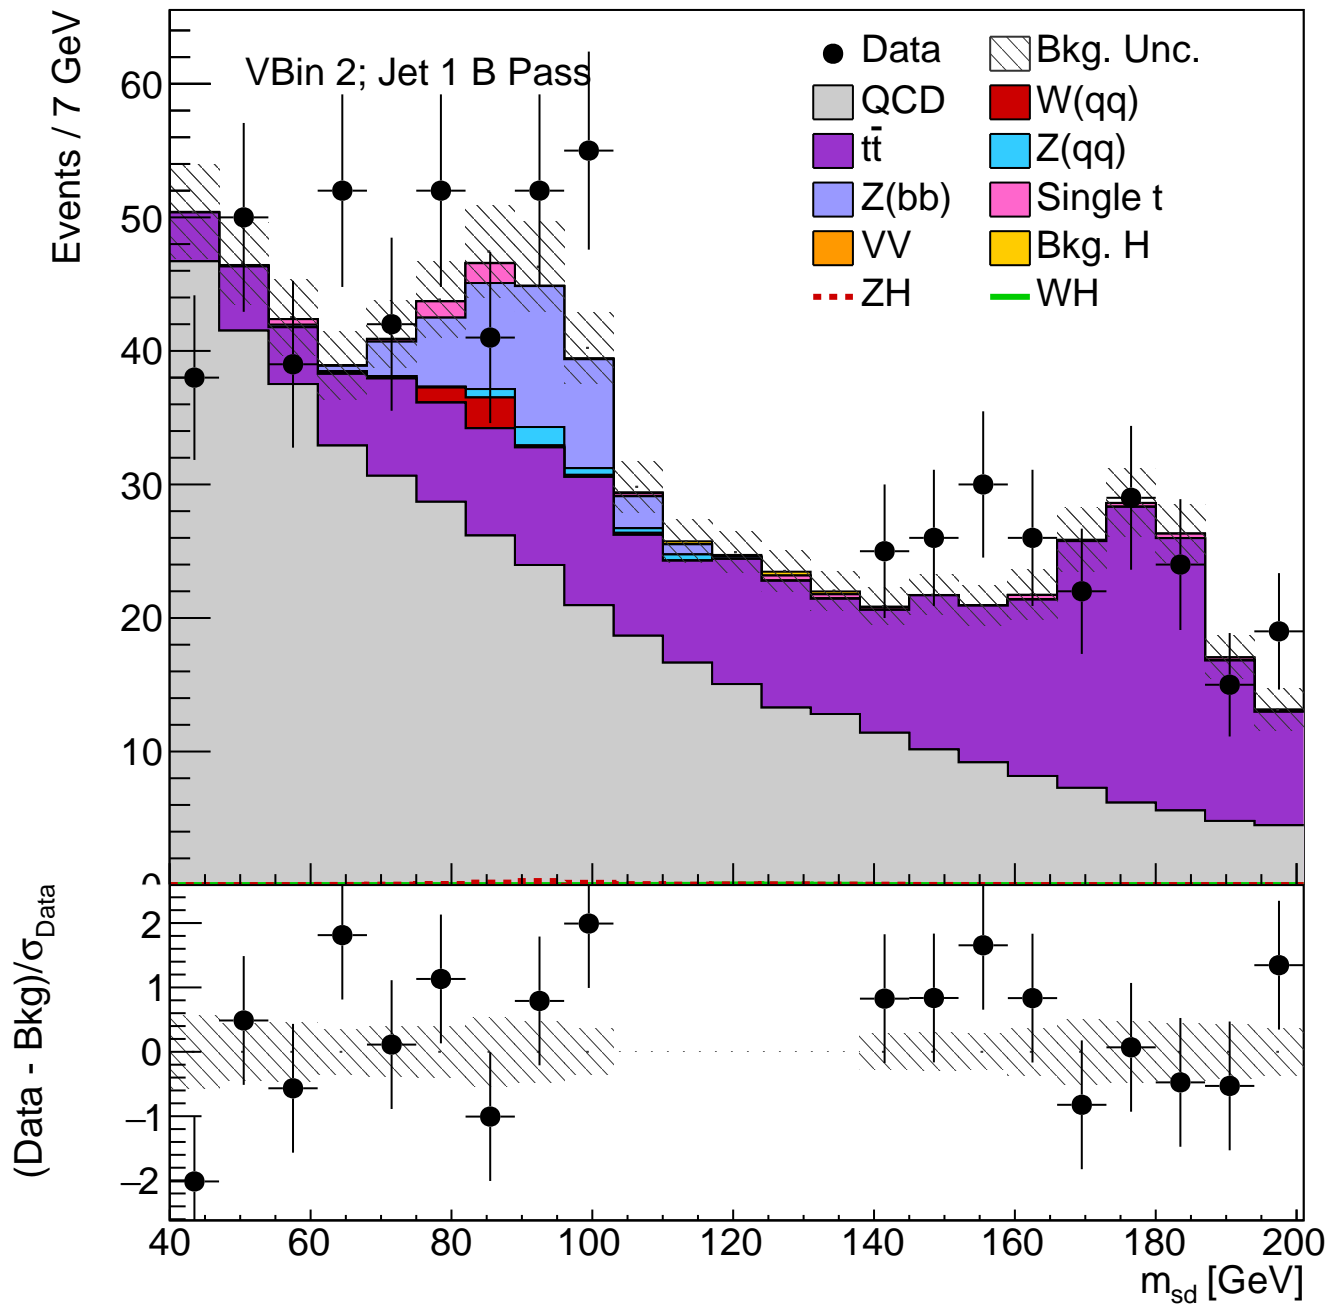 VBin 2; Jet 1 B Pass
Data
Bkg. Unc.
QCD
W(qq)
tt̄
Z(qq)
Z(bb)
Single t
VV
Bkg. H
ZH
WH
Events / 7 GeV
60
50
40
30
20
10
0
(Data - Bkg)/σData
2
1
0
−1
−2
40 60 80 100 120 140 160 180 200
msd [GeV]